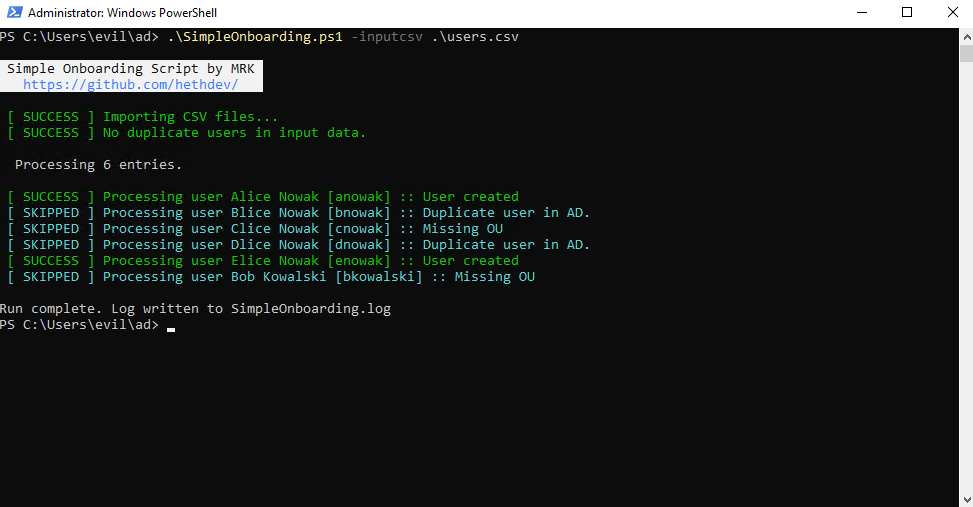 Administrator: Windows PowerShell
PS C:\Users\evil\ad> .\SimpleOnboarding.ps1 -inputcsv .\users.csv
Simple Onboarding Script by MRK
https://github.com/hethdev/
[ SUCCESS ] Importing CSV files...
[ SUCCESS ] No duplicate users in input data.
Processing 6 entries.
[ SUCCESS ] Processing user Alice Nowak [anowak] :: User created
[ SKIPPED ] Processing user Blice Nowak [bnowak] :: Duplicate user in AD.
[ SKIPPED ] Processing user Clice Nowak [cnowak] :: Missing OU
[ SKIPPED ] Processing user Dlice Nowak [dnowak] :: Duplicate user in AD.
[ SUCCESS ] Processing user Elice Nowak [enowak] :: User created
[ SKIPPED ] Processing user Bob Kowalski [bkowalski] :: Missing OU
Run complete. Log written to SimpleOnboarding.log
PS C:\Users\evil\ad>